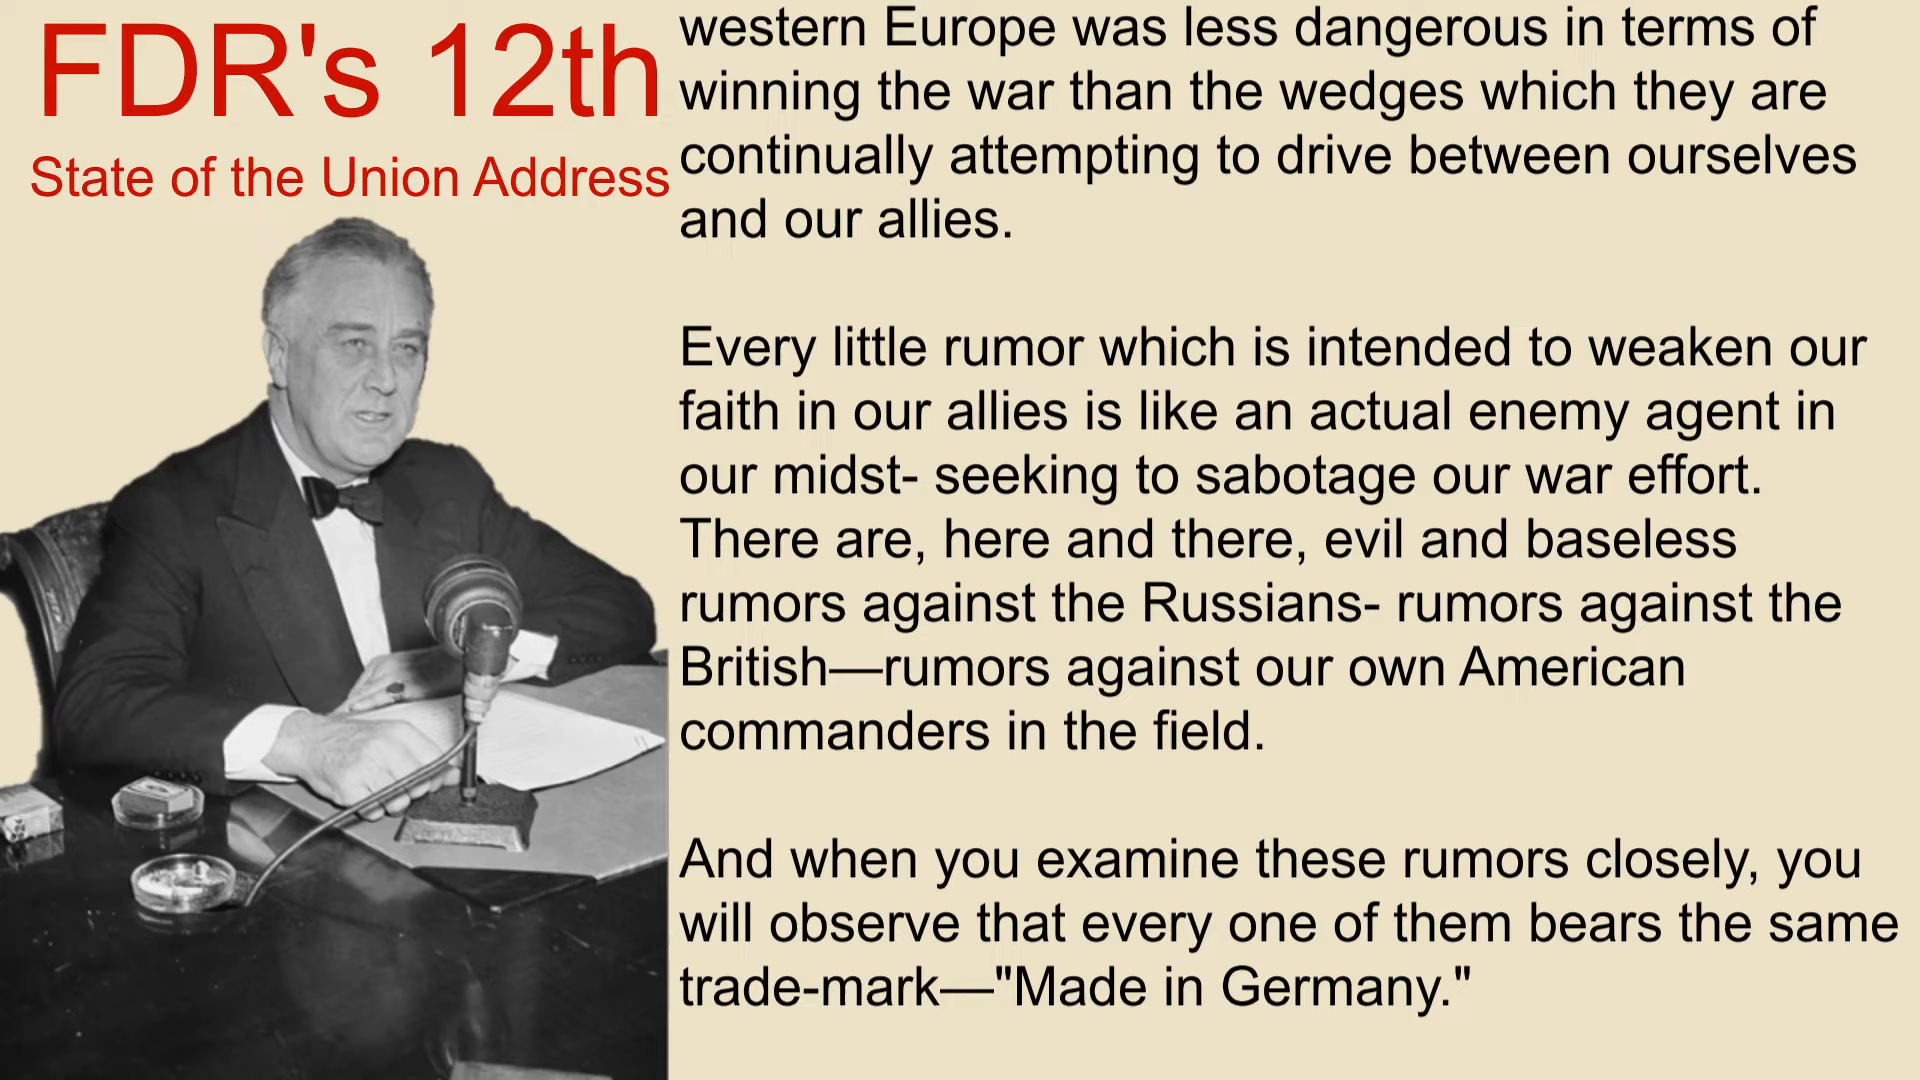 FDR's 12th
State of the Union Address
western Europe was less dangerous in terms of
winning the war than the wedges which they are
continually attempting to drive between ourselves
and our allies.
Every little rumor which is intended to weaken our
faith in our allies is like an actual enemy agent in
our midst- seeking to sabotage our war effort.
There are, here and there, evil and baseless
rumors against the Russians- rumors against the
British—rumors against our own American
commanders in the field.
And when you examine these rumors closely, you
will observe that every one of them bears the same
trade-mark—"Made in Germany."